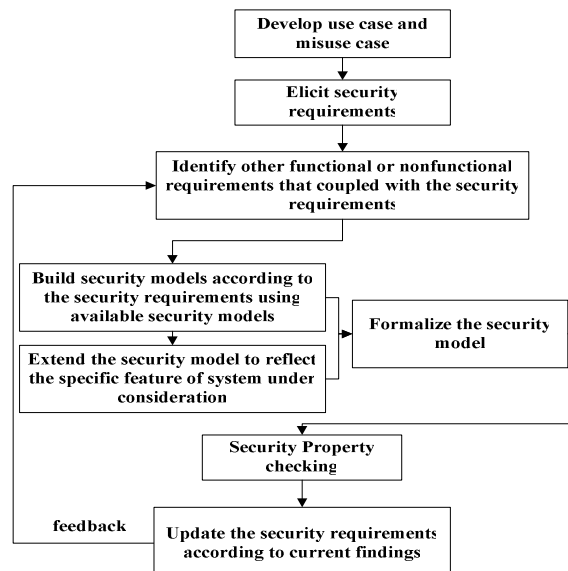 Develop use case and
misuse case
Elicit security
requirements
Identify other functional or nonfunctional
requirements that coupled with the security
requirements
Build security models according to
the security requirements using
available security models
Formalize the security
model
Extend the security model to reflect
the specific feature of system under
consideration
Security Property
checking
feedback
Update the security requirements
according to current findings